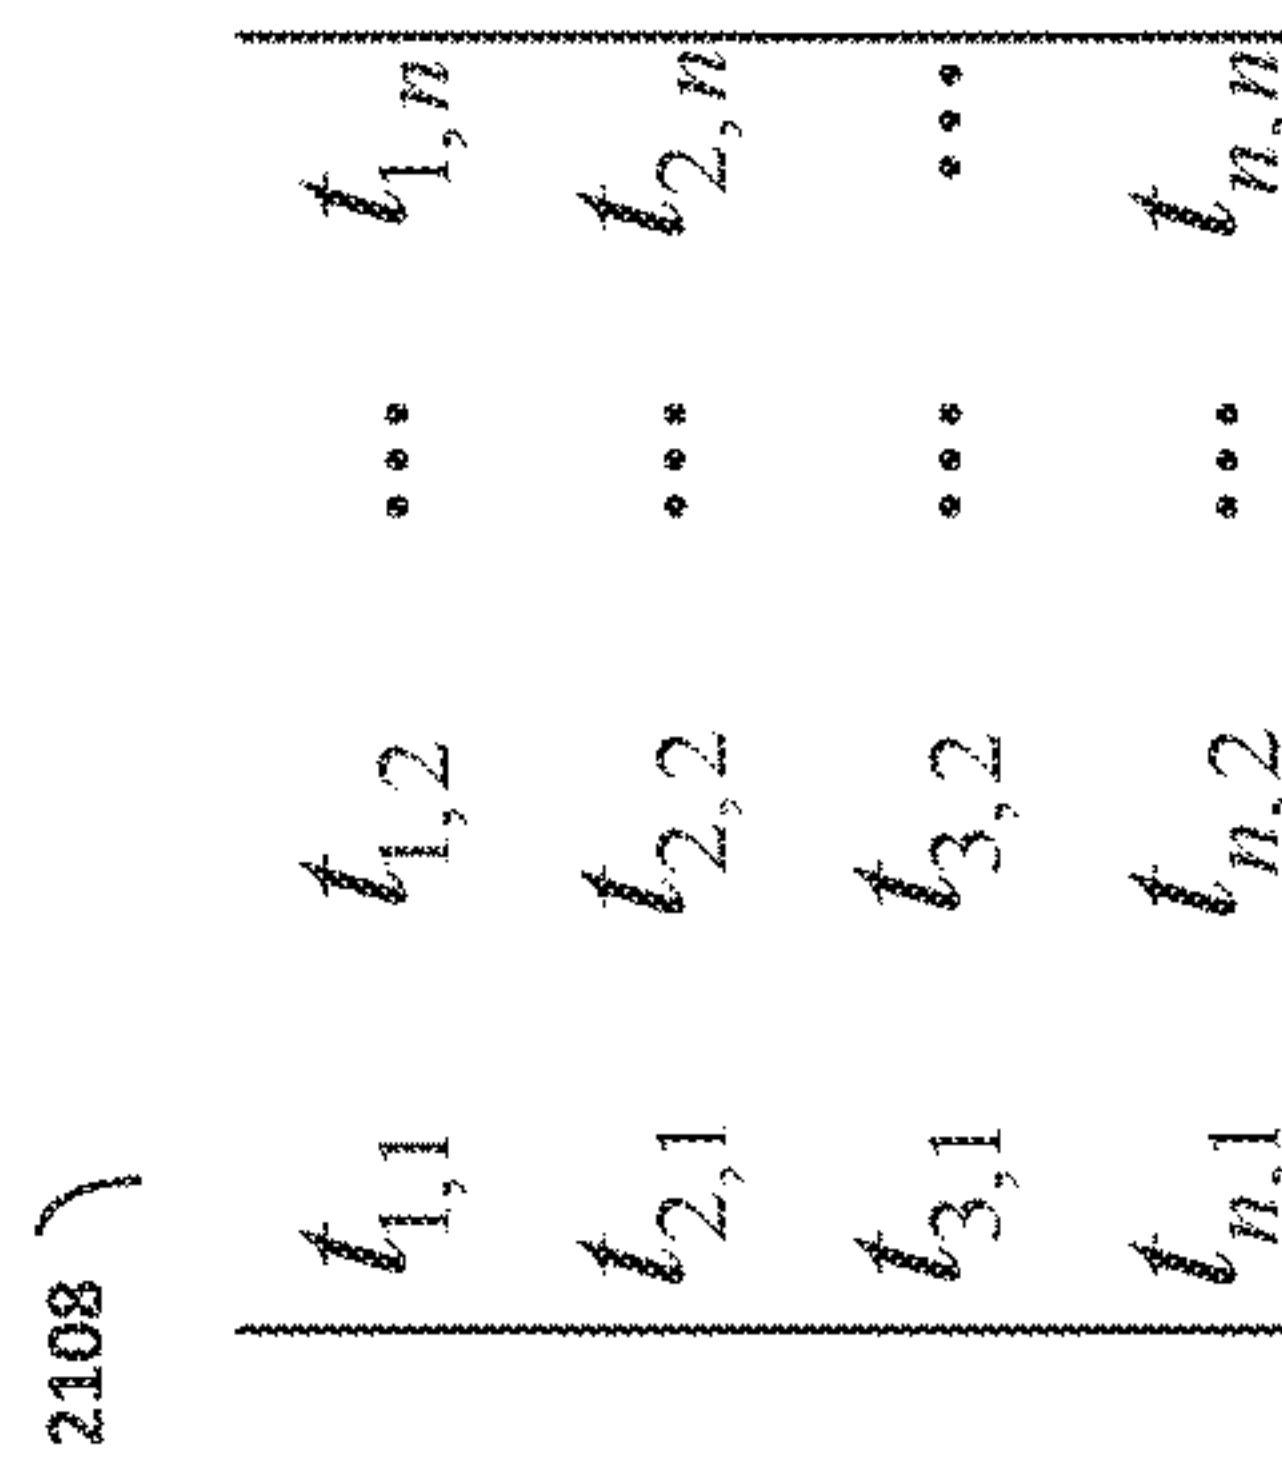 2108
t1,1 t1,2 ••• t1,n
t2,1 t2,2 ••• t2,n
t3,1 t3,2 ••• •••
tn,1 tn,2 ••• tn,n